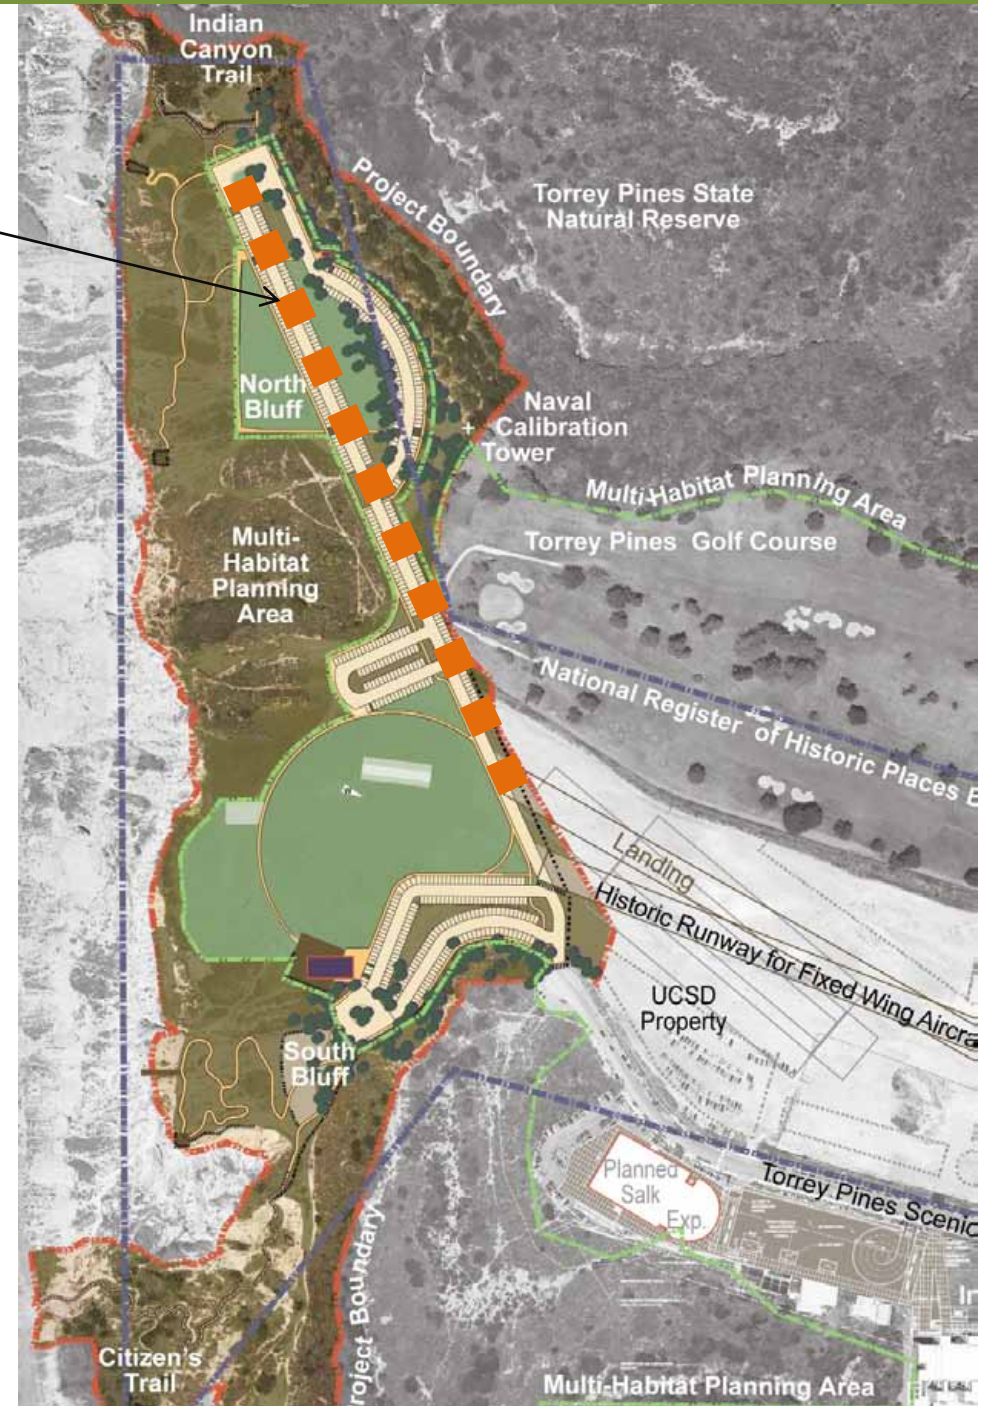 Indian
Canyon
Trail
Project Boundary
Torrey Pines State
Natural Reserve
North
Bluff
Naval
Calibration
Tower
Multi-Habitat Planning Area
Torrey Pines Golf Course
Multi-
Habitat
Planning
Area
National Register of Historic Places B
Landing
Historic Runway for Fixed Wing Aircra
UCSD
Property
South
Bluff
Planned
Salk
Exp.
Torrey Pines Scenic
In
Project Boundary
Citizen's
Trail
Multi-Habitat Planning Area